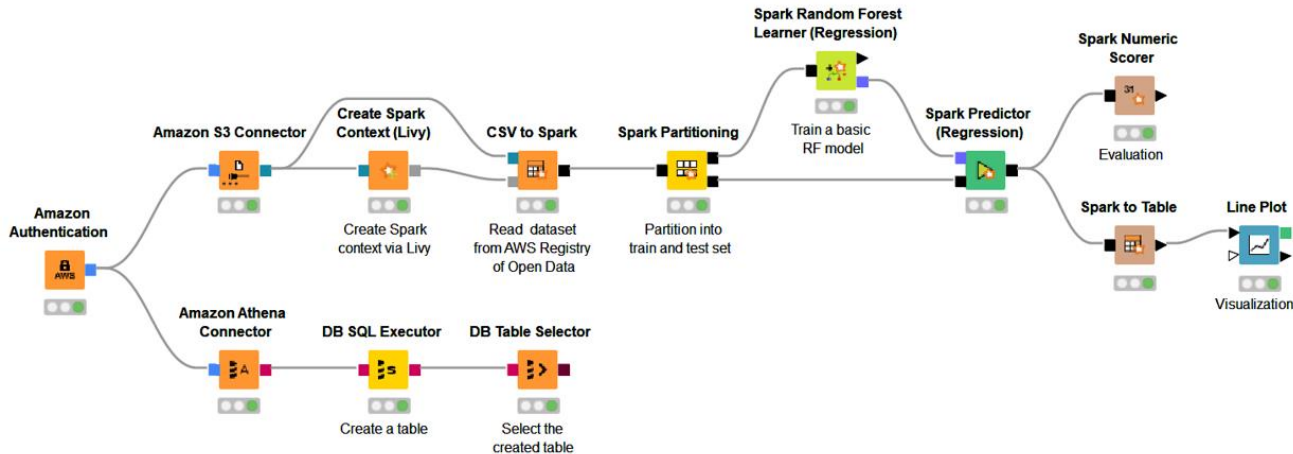 Spark Random Forest
Learner (Regression)
Train a basic
RF model
Spark Numeric
Scorer
31
Evaluation
Amazon S3 Connector
Create Spark
Context (Livy)
Create Spark
context via Livy
CSV to Spark
Read dataset
from AWS Registry
of Open Data
Spark Partitioning
Partition into
train and test set
Spark Predictor
(Regression)
Amazon
Authentication
AWS
Spark to Table
Line Plot
Visualization
Amazon Athena
Connector
A
DB SQL Executor
S
Create a table
DB Table Selector
Select the
created table